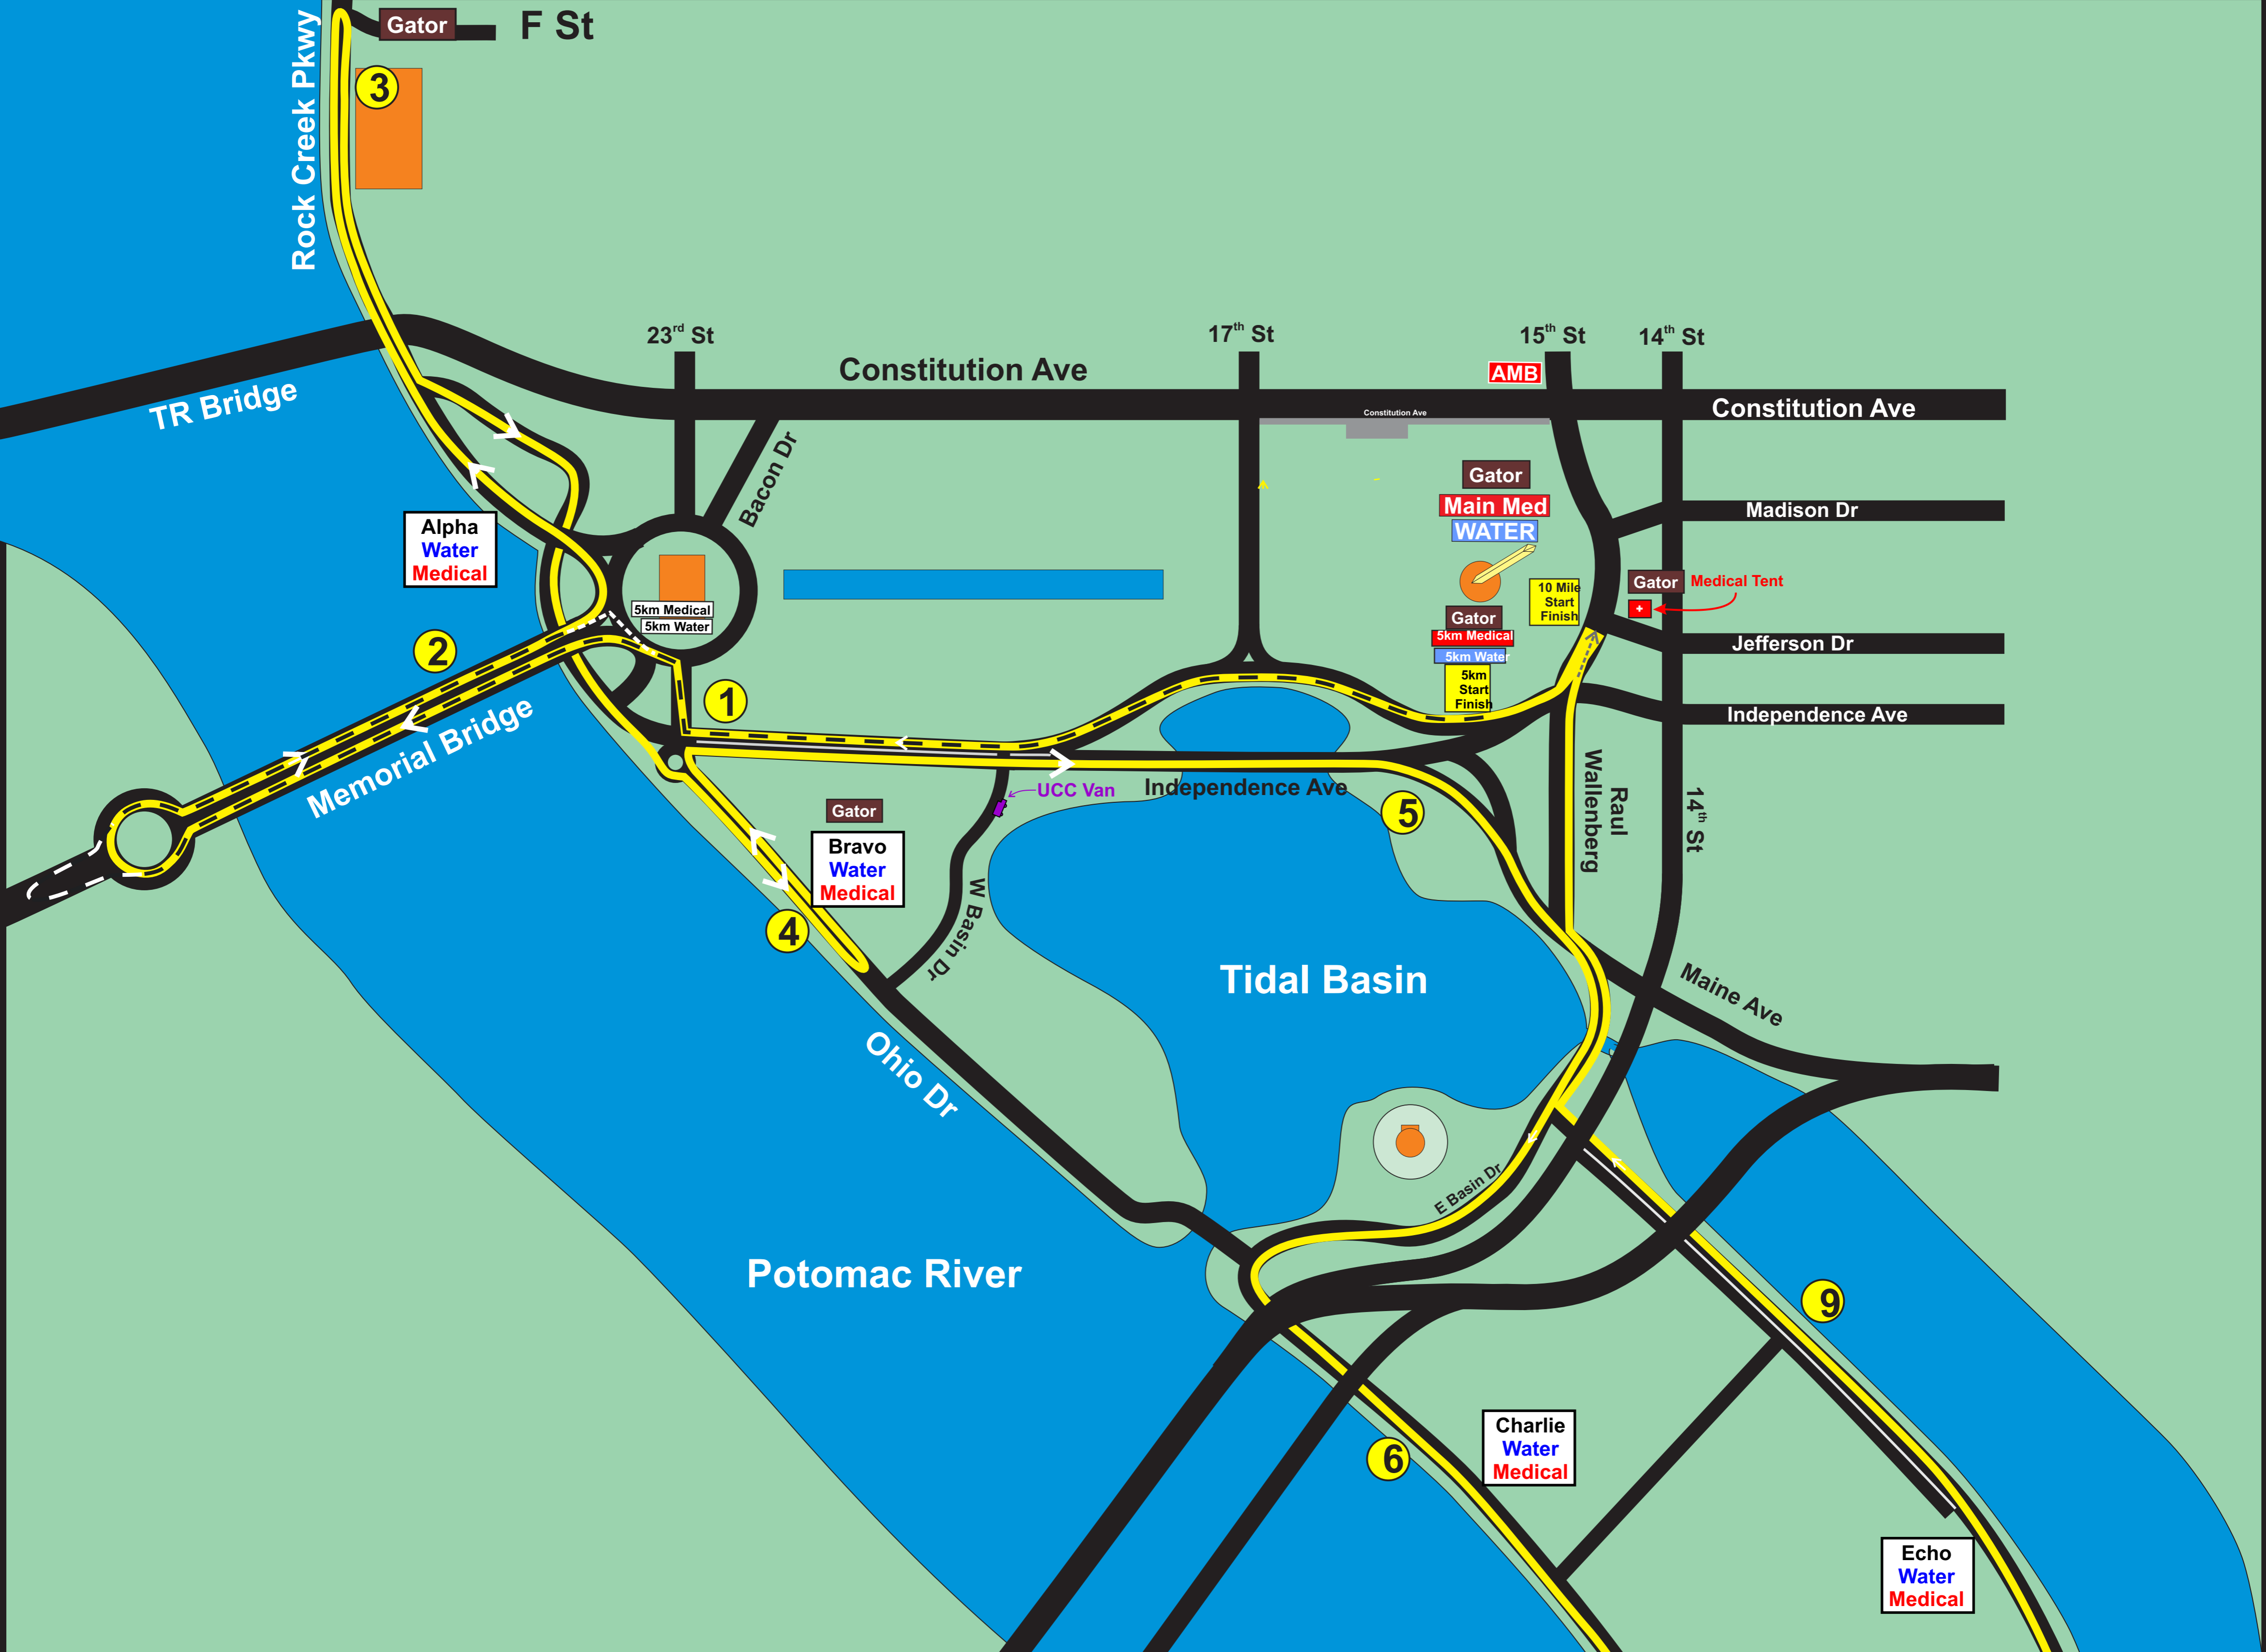 Rock Creek Pkwy
Gator
F St
3
23rd St
17th St
15th St
14th St
Constitution Ave
AMB
TR Bridge
Constitution Ave
Constitution Ave
Bacon Dr
Gator
Main Med
WATER
Madison Dr
Alpha
Water
Medical
10 Mile
Start
Finish
Gator
Medical Tent
+
5km Medical
5km Water
Gator
5km Medical
5km Water
5km
Start
Finish
Jefferson Dr
2
1
Independence Ave
Memorial Bridge
UCC Van
Independence Ave
5
Raul
Wallenberg
14th St
Gator
Bravo
Water
Medical
4
W Basin Dr
Tidal Basin
Maine Ave
Ohio Dr
E Basin Dr
Potomac River
9
Charlie
Water
Medical
6
Echo
Water
Medical